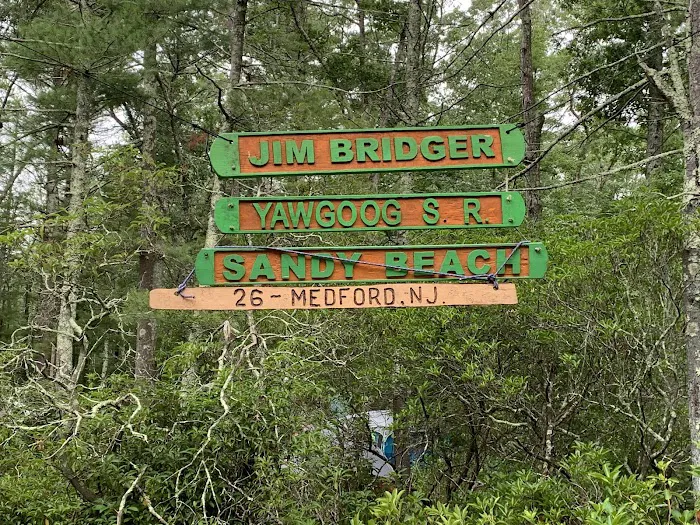 JIM BRIDGER
YAWGOOG S. R.
SANDY BEACH
26 - MEDFORD, NJ.